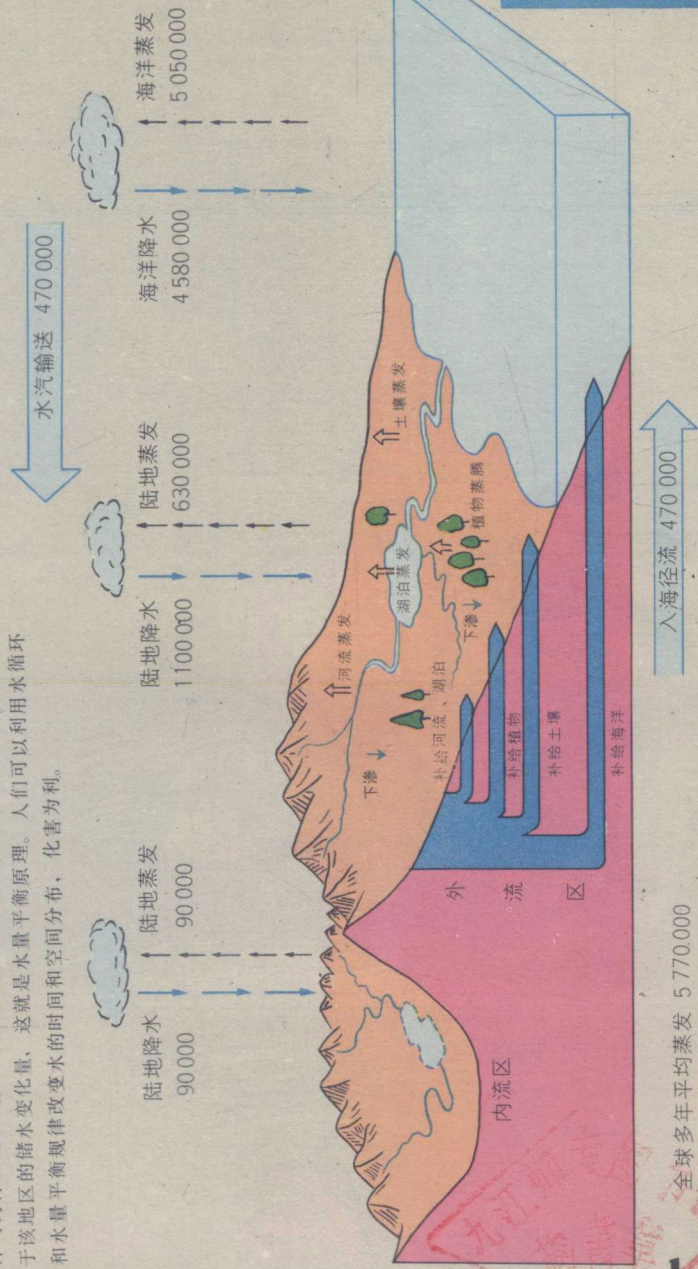 于该地区的储水变化量，这就是水量平衡原理。人们可以利用水循环
和水量平衡规律改变水的时间和空间分布，化害为利。
水汽输送 470 000
陆地降水
90 000
陆地蒸发
90 000
陆地降水
1100 000
陆地蒸发
630 000
海洋降水
4 580 000
海洋蒸发
5 050 000
河流蒸发
湖泊蒸发
土壤蒸发
植物蒸腾
下渗
下渗
补给河流、湖泊
补给植物
补给土壤
补给海洋
内流区
外流区
入海径流 470 000
全球多年平均蒸发 5 770 000